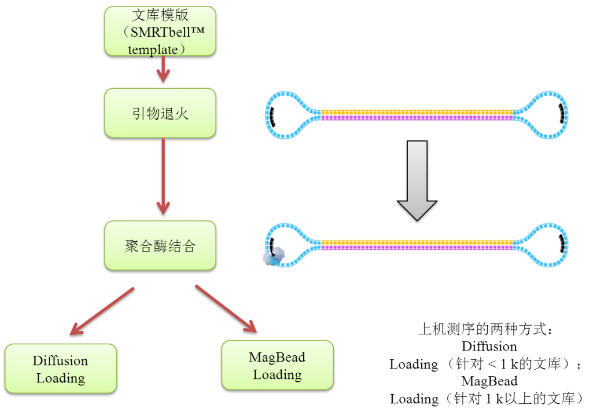 文库模版
（SMRTbell™
template）
引物退火
聚合酶结合
Diffusion
Loading
MagBead
Loading
上机测序的两种方式：
Diffusion
Loading（针对 < 1 k的文库）；
MagBead
Loading（针对 1 k以上的文库）